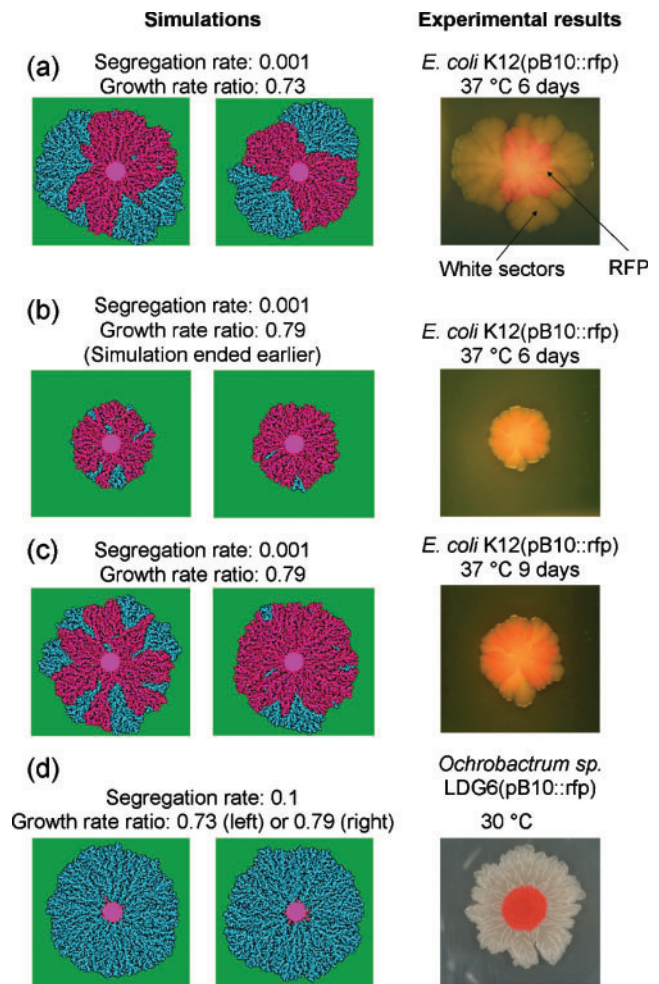 Simulations
Experimental results
(a)
Segregation rate: 0.001
Growth rate ratio: 0.73
E. coli K12(pB10::rfp)
37 °C 6 days
White sectors
RFP
(b)
Segregation rate: 0.001
Growth rate ratio: 0.79
(Simulation ended earlier)
E. coli K12(pB10::rfp)
37 °C 6 days
(c)
Segregation rate: 0.001
Growth rate ratio: 0.79
E. coli K12(pB10::rfp)
37 °C 9 days
(d)
Segregation rate: 0.1
Growth rate ratio: 0.73 (left) or 0.79 (right)
Ochrobactrum sp.
LDG6(pB10::rfp)
30 °C